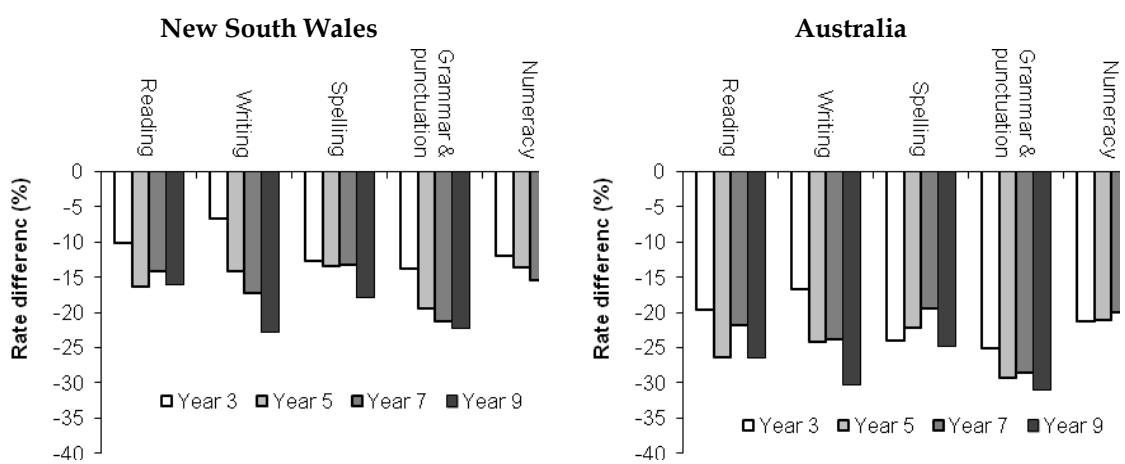 New South Wales
Reading
Writing
Spelling
Grammar &
punctuation
Numeracy
Rate differenc (%)
0
-5
-10
-15
-20
-25
-30
-35
-40
Year 3 Year 5 Year 7 Year 9
Australia
Reading
Writing
Spelling
Grammar &
punctuation
Numeracy
Rate differenc (%)
0
-5
-10
-15
-20
-25
-30
-35
-40
Year 3 Year 5 Year 7 Year 9